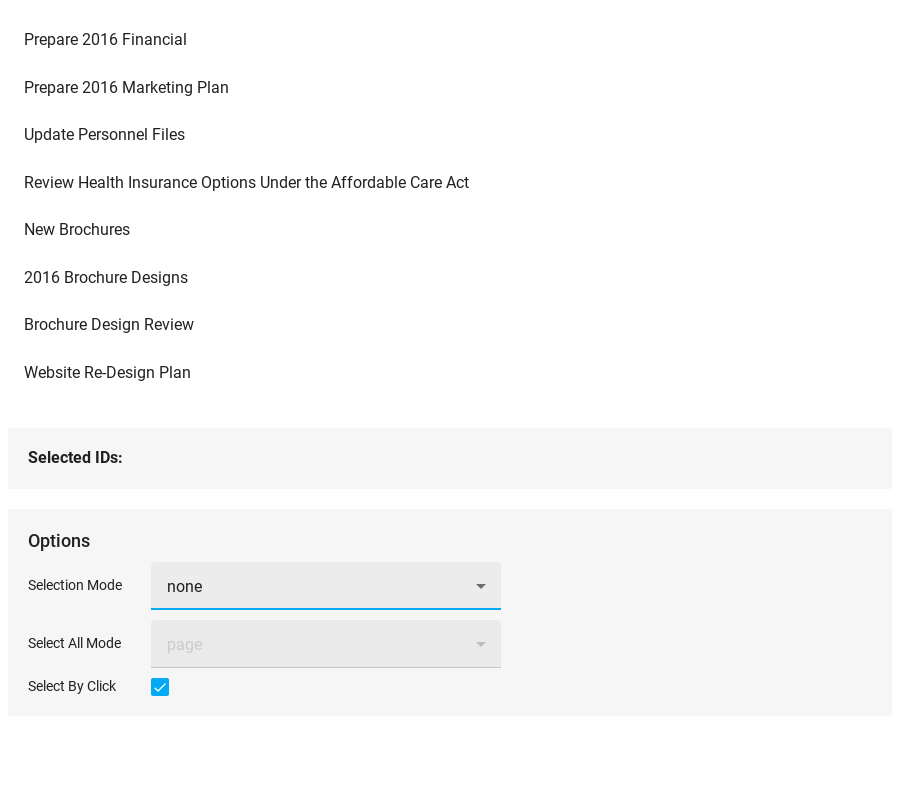 Prepare 2016 Financial
Prepare 2016 Marketing Plan
Update Personnel Files
Review Health Insurance Options Under the Affordable Care Act
New Brochures
2016 Brochure Designs
Brochure Design Review
Website Re-Design Plan
Selected IDs:
Options
Selection Mode none
Select All Mode page
Select By Click